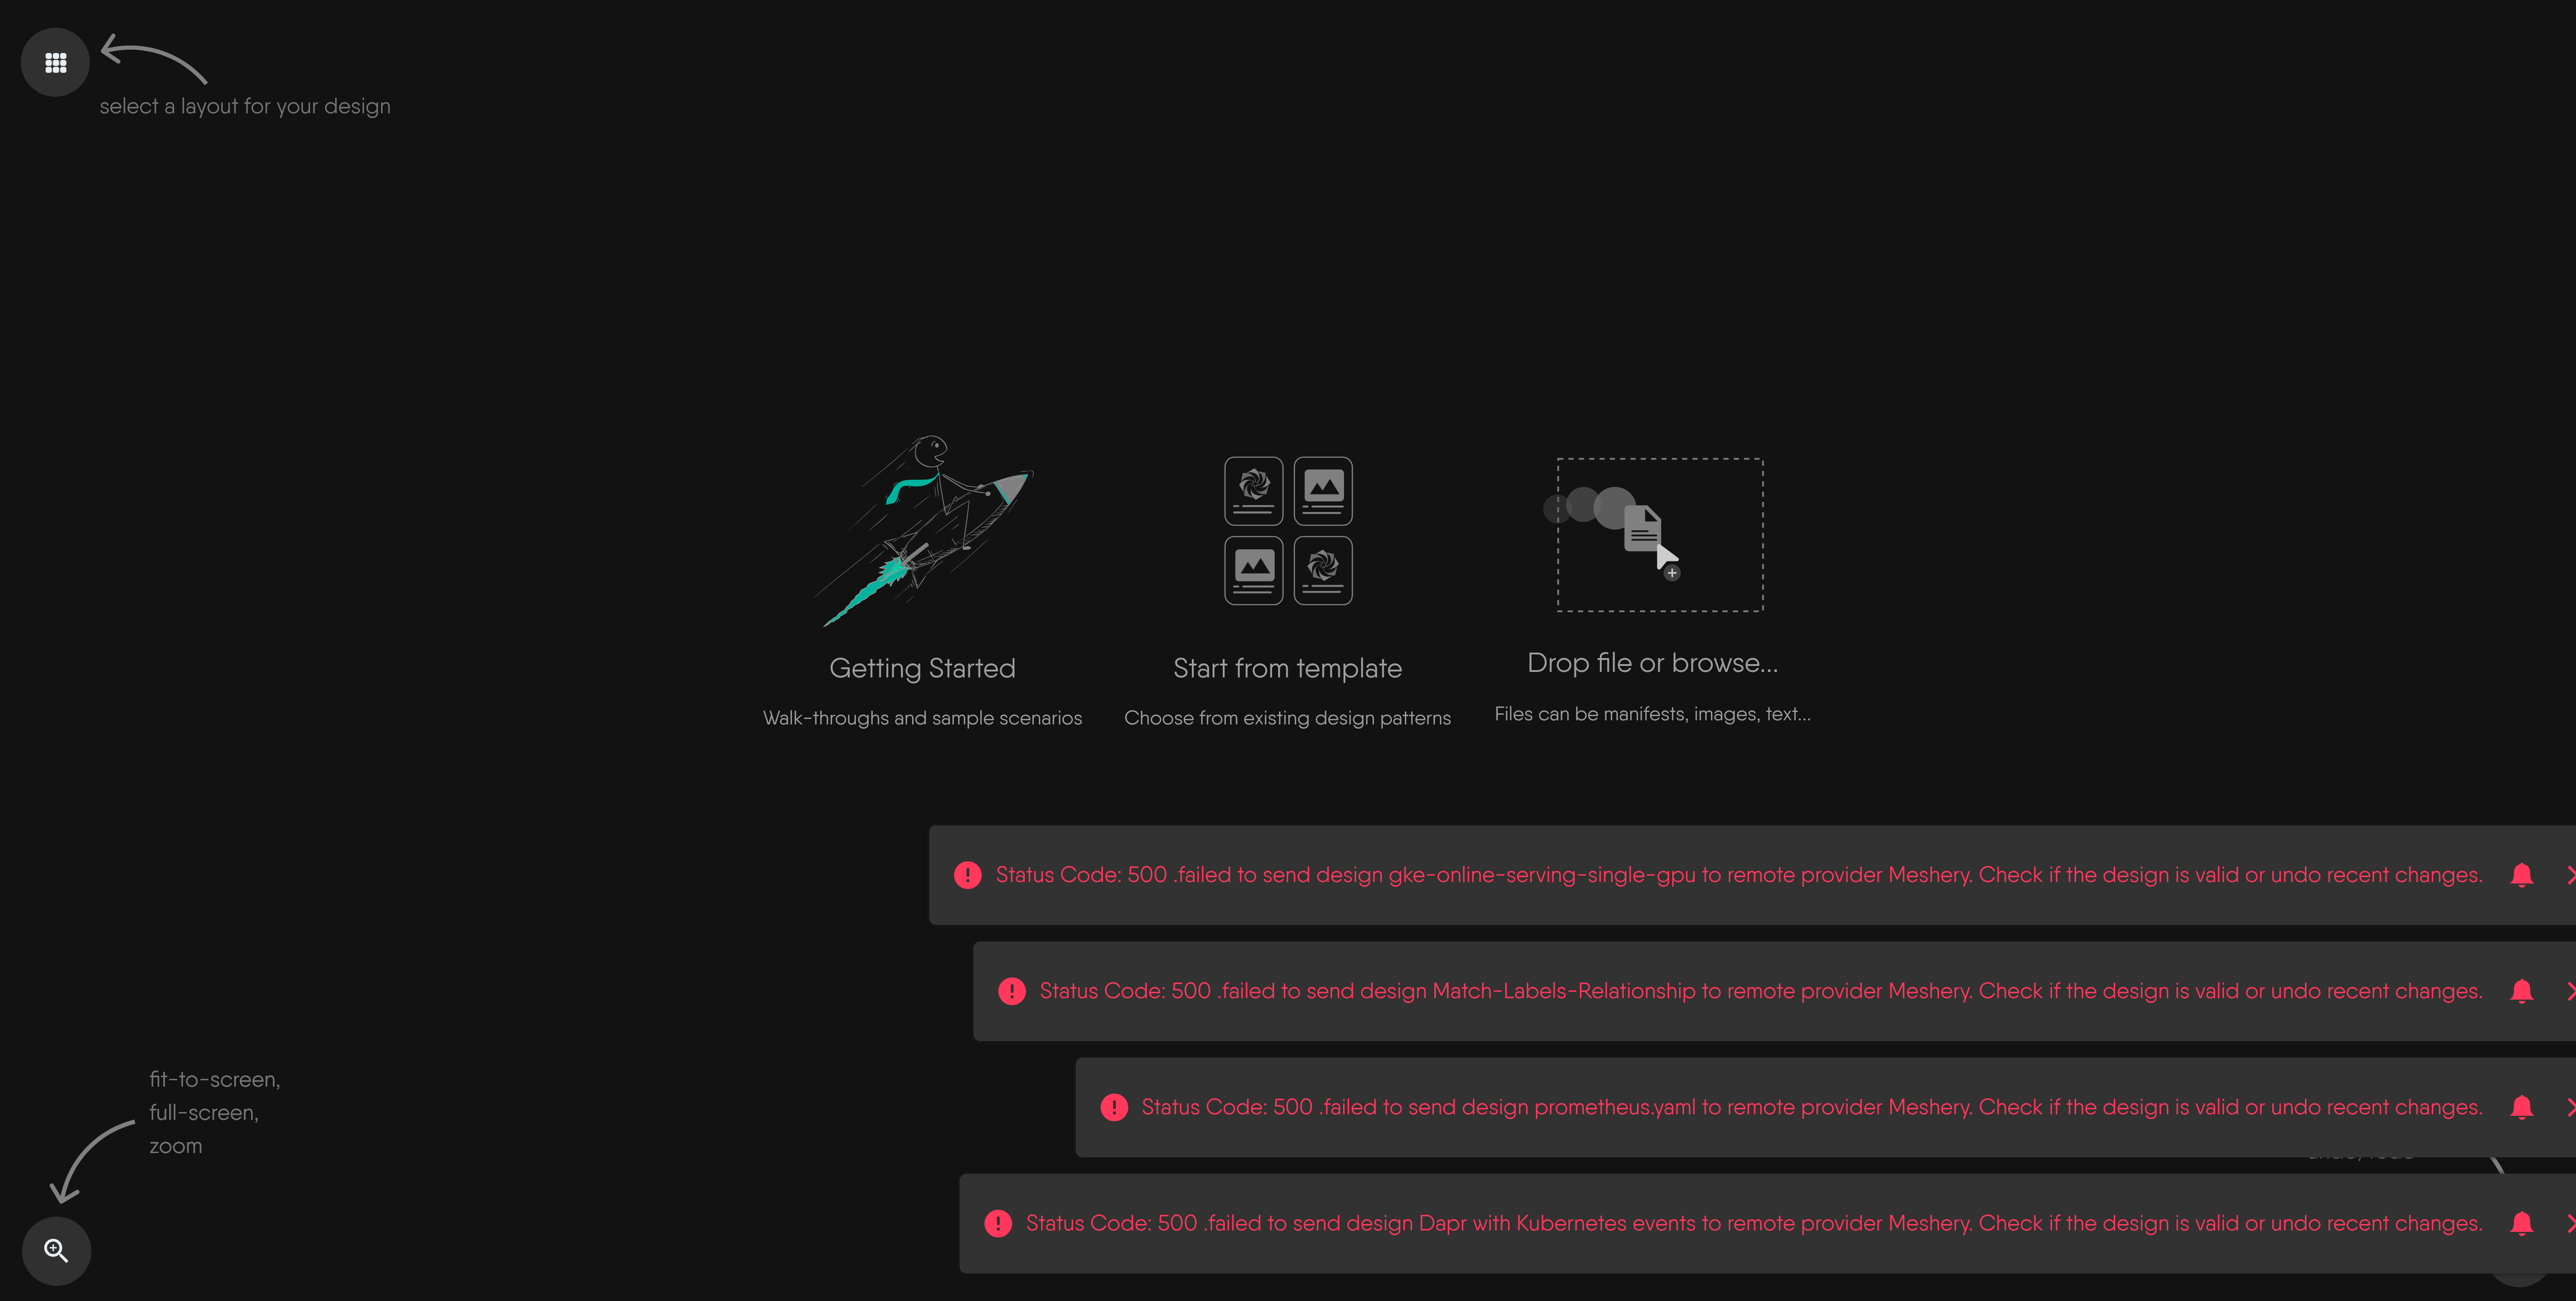 select a layout for your design
Getting Started
Walk-throughs and sample scenarios
Start from template
Choose from existing design patterns
Drop file or browse...
Files can be manifests, images, text...
Status Code: 500 .failed to send design gke-online-serving-single-gpu to remote provider Meshery. Check if the design is valid or undo recent changes.
Status Code: 500 .failed to send design Match-Labels-Relationship to remote provider Meshery. Check if the design is valid or undo recent changes.
Status Code: 500 .failed to send design prometheus.yaml to remote provider Meshery. Check if the design is valid or undo recent changes.
Status Code: 500 .failed to send design Dapr with Kubernetes events to remote provider Meshery. Check if the design is valid or undo recent changes.
fit-to-screen,
full-screen,
zoom